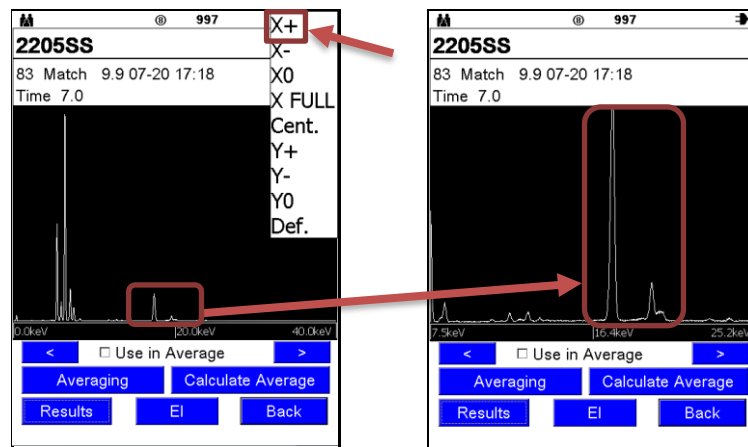 ® 997
2205SS
83 Match 9.9 07-20 17:18
Time 7.0
X+
X-
X0
X FULL
Cent.
Y+
Y-
Y0
Def.
0.0keV 20.0keV 40.0keV
< Use in Average >
Averaging Calculate Average
Results EI Back
® 997
2205SS
83 Match 9.9 07-20 17:18
Time 7.0
7.5keV 16.4keV 25.2keV
< Use in Average >
Averaging Calculate Average
Results EI Back